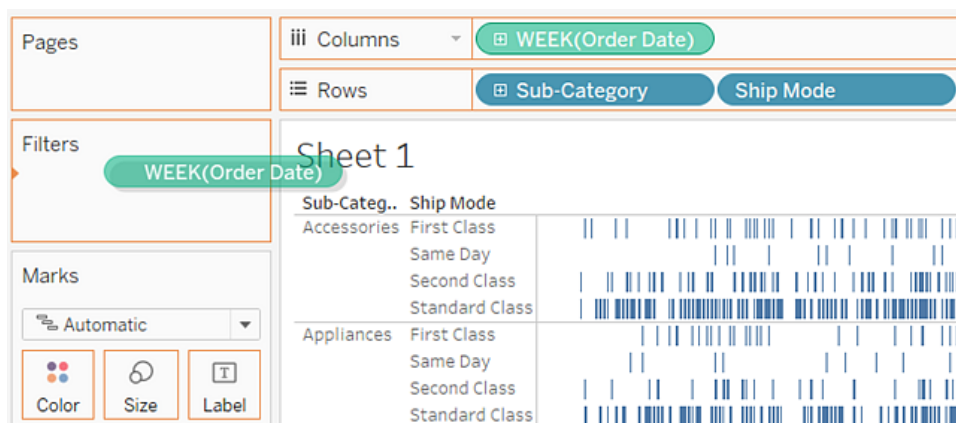 Pages
Columns
WEEK(Order Date)
Rows
Sub-Category
Ship Mode
Filters
WEEK(Order Date)
Sheet 1
Sub-Categ.. Ship Mode
Accessories First Class
Same Day
Second Class
Standard Class
Appliances First Class
Same Day
Second Class
Standard Class
Marks
Automatic
Color
Size
T
Label